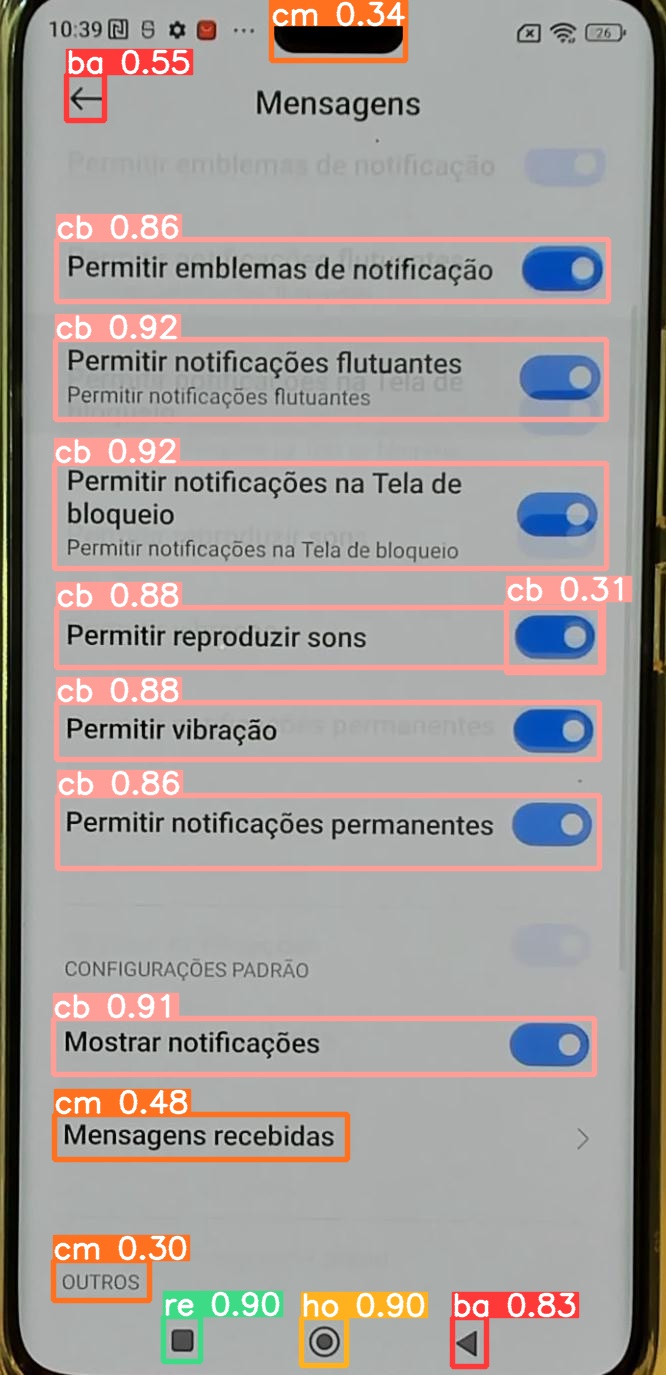 cm 0.34
10:39 ... 26
ba 0.55
Mensagens
Permitir emblemas de notificação
cb 0.86
Permitir emblemas de notificação
cb 0.92
Permitir notificações flutuantes
Permitir notificações flutuantes
cb 0.92
Permitir notificações na Tela de
bloqueio
Permitir notificações na Tela de bloqueio
cb 0.88 cb 0.31
Permitir reproduzir sons
cb 0.88
Permitir vibração
cb 0.86
Permitir notificações permanentes
CONFIGURAÇÕES PADRÃO
cb 0.91
Mostrar notificações
cm 0.48
Mensagens recebidas
cm 0.30
OUTROS
re 0.90 ho 0.90 ba 0.83